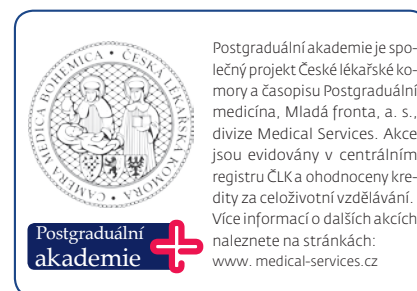 CAMERA MEDICA BOHEMICA • ČESKÁ LÉKAŘSKÁ KOMORA •
Postgraduální
akademie
Postgraduální akademie je spo-
lečný projekt České lékařské ko-
mory a časopisu Postgraduální
medicína, Mladá fronta, a. s.,
divize Medical Services. Akce
jsou evidovány v centrálním
registru ČLK a ohodnoceny kre-
dity za celoživotní vzdělávání.
Více informací o dalších akcích
naleznete na stránkách:
www. medical-services.cz